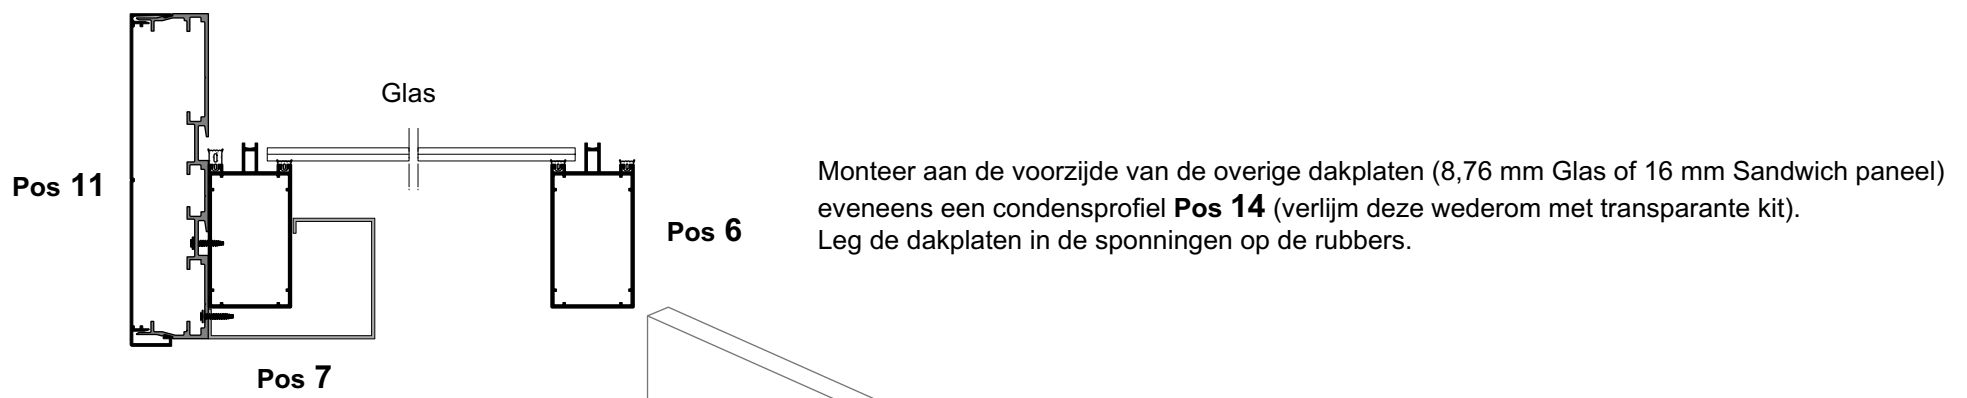 Glas
Pos 11
Pos 6
Pos 7
Monteer aan de voorzijde van de overige dakplaten (8,76 mm Glas of 16 mm Sandwich paneel)
eveneens een condensprofiel Pos 14 (verlijm deze wederom met transparante kit).
Leg de dakplaten in de sponningen op de rubbers.